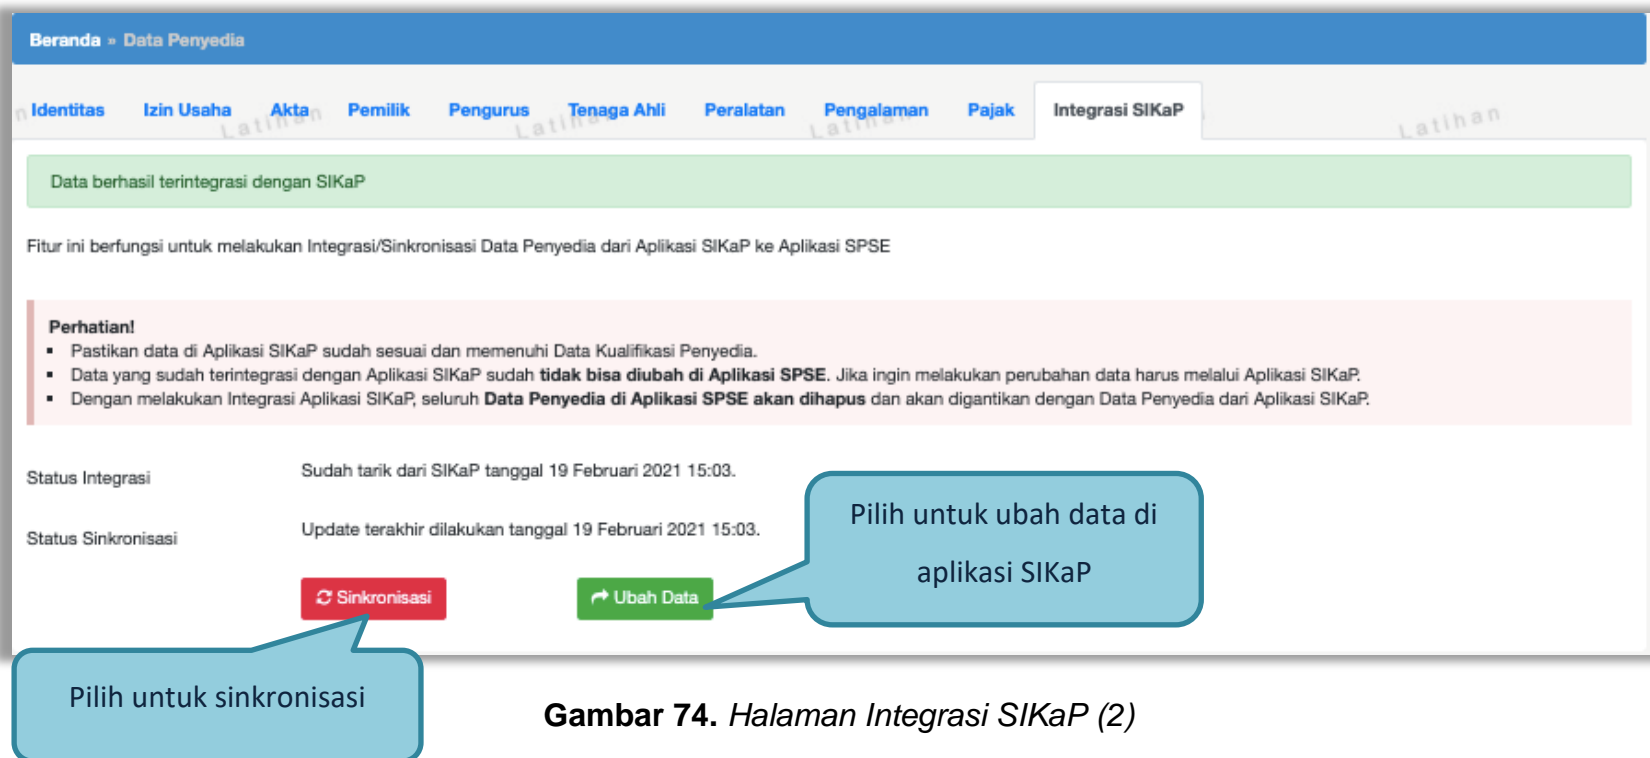 Beranda » Data Penyedia
Identitas Izin Usaha Akta Pemilik Pengurus Tenaga Ahli Peralatan Pengalaman Pajak Integrasi SIKaP
Latihan Latihan Latihan Latihan
Data berhasil terintegrasi dengan SIKaP
Fitur ini berfungsi untuk melakukan Integrasi/Sinkronisasi Data Penyedia dari Aplikasi SIKaP ke Aplikasi SPSE
Perhatian!
▪ Pastikan data di Aplikasi SIKaP sudah sesuai dan memenuhi Data Kualifikasi Penyedia.
▪ Data yang sudah terintegrasi dengan Aplikasi SIKaP sudah tidak bisa diubah di Aplikasi SPSE. Jika ingin melakukan perubahan data harus melalui Aplikasi SIKaP.
▪ Dengan melakukan Integrasi Aplikasi SIKaP, seluruh Data Penyedia di Aplikasi SPSE akan dihapus dan akan digantikan dengan Data Penyedia dari Aplikasi SIKaP.
Status Integrasi Sudah tarik dari SIKaP tanggal 19 Februari 2021 15:03.
Status Sinkronisasi Update terakhir dilakukan tanggal 19 Februari 2021 15:03.
Pilih untuk ubah data di
aplikasi SIKaP
Sinkronisasi Ubah Data
Pilih untuk sinkronisasi
Gambar 74. Halaman Integrasi SIKaP (2)